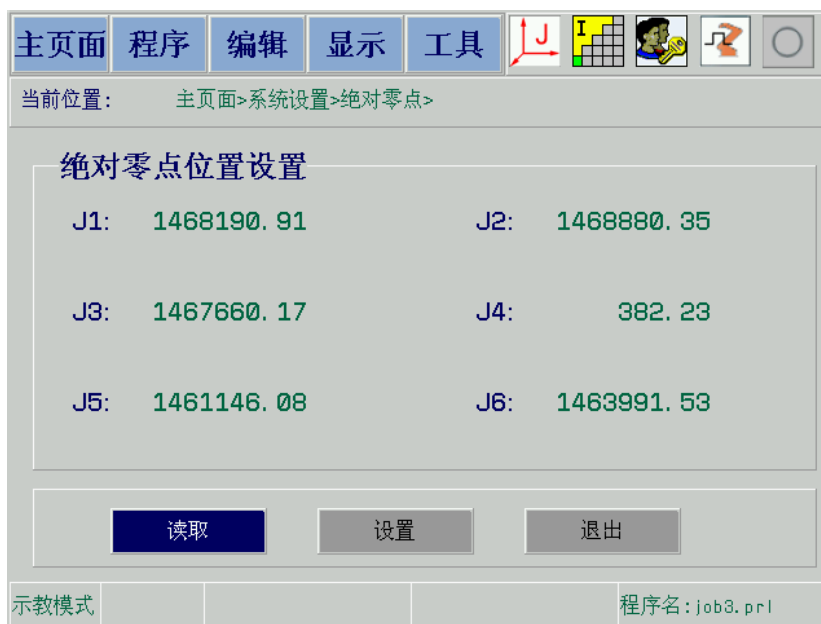 主页面 程序 编辑 显示 工具 J I
当前位置: 主页面>系统设置>绝对零点>
绝对零点位置设置
J1: 1468190.91 J2: 1468880.35
J3: 1467660.17 J4: 382.23
J5: 1461146.08 J6: 1463991.53
读取 设置 退出
示教模式 程序名:job3.prl